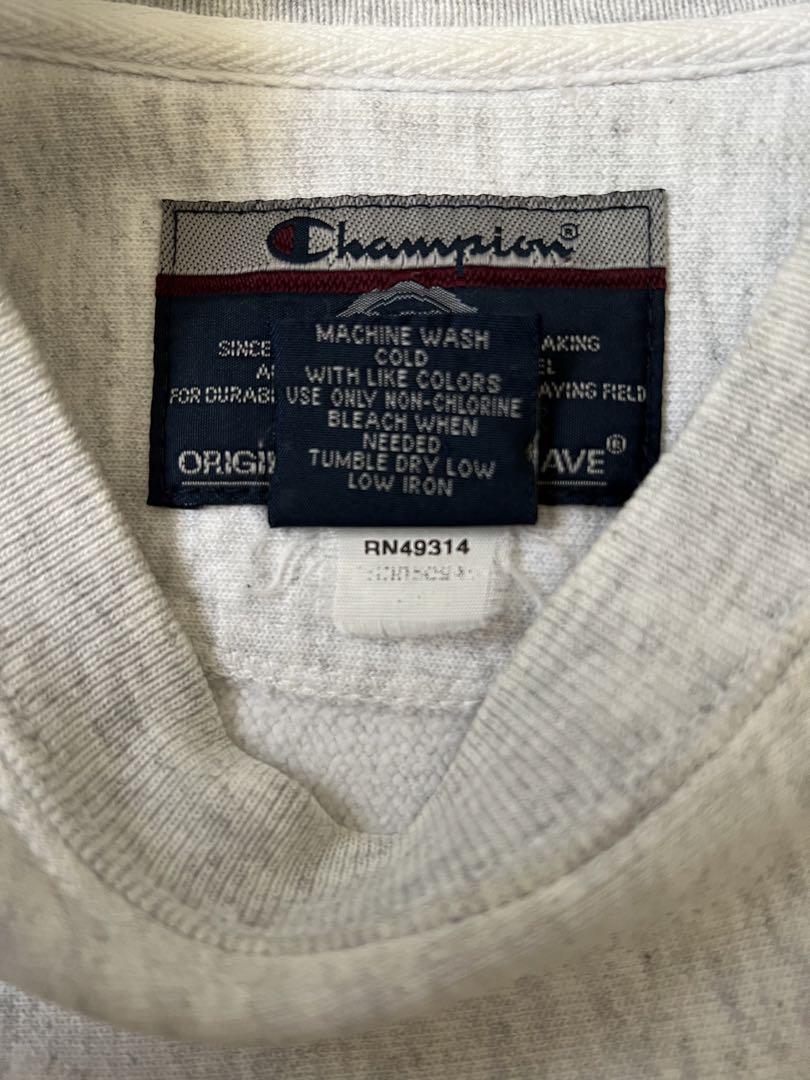 Champion®
SINCE AKING
A EL
FOR DURAB AYING FIELD
ORIGI AVE®
MACHINE WASH
COLD
WITH LIKE COLORS
USE ONLY NON-CHLORINE
BLEACH WHEN
NEEDED
TUMBLE DRY LOW
LOW IRON
RN49314